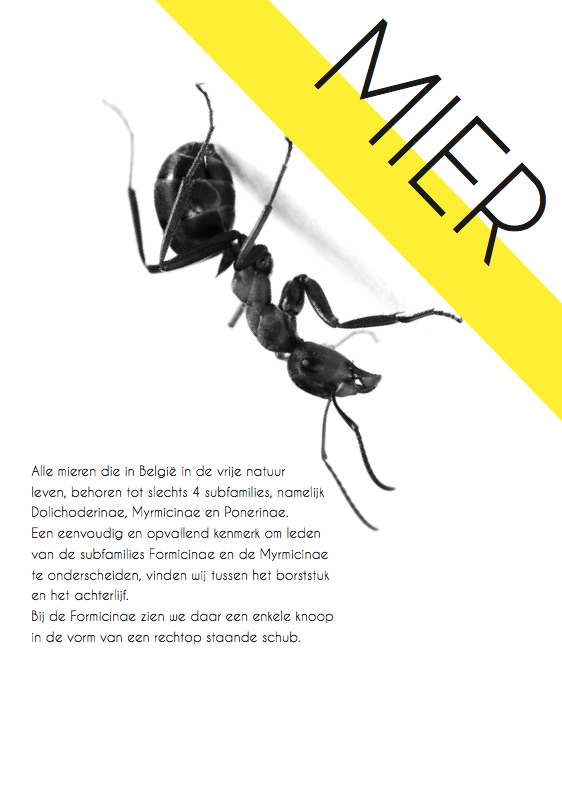 MIER
Alle mieren die in België in de vrije natuur
leven, behoren tot slechts 4 subfamilies, namelijk
Dolichoderinae, Myrmicinae en Ponerinae.
Een eenvoudig en opvallend kenmerk om leden
van de subfamilies Formicinae en de Myrmicinae
te onderscheiden, vinden wij tussen het borststuk
en het achterlijf.
Bij de Formicinae zien we daar een enkele knoop
in de vorm van een rechtop staande schub.